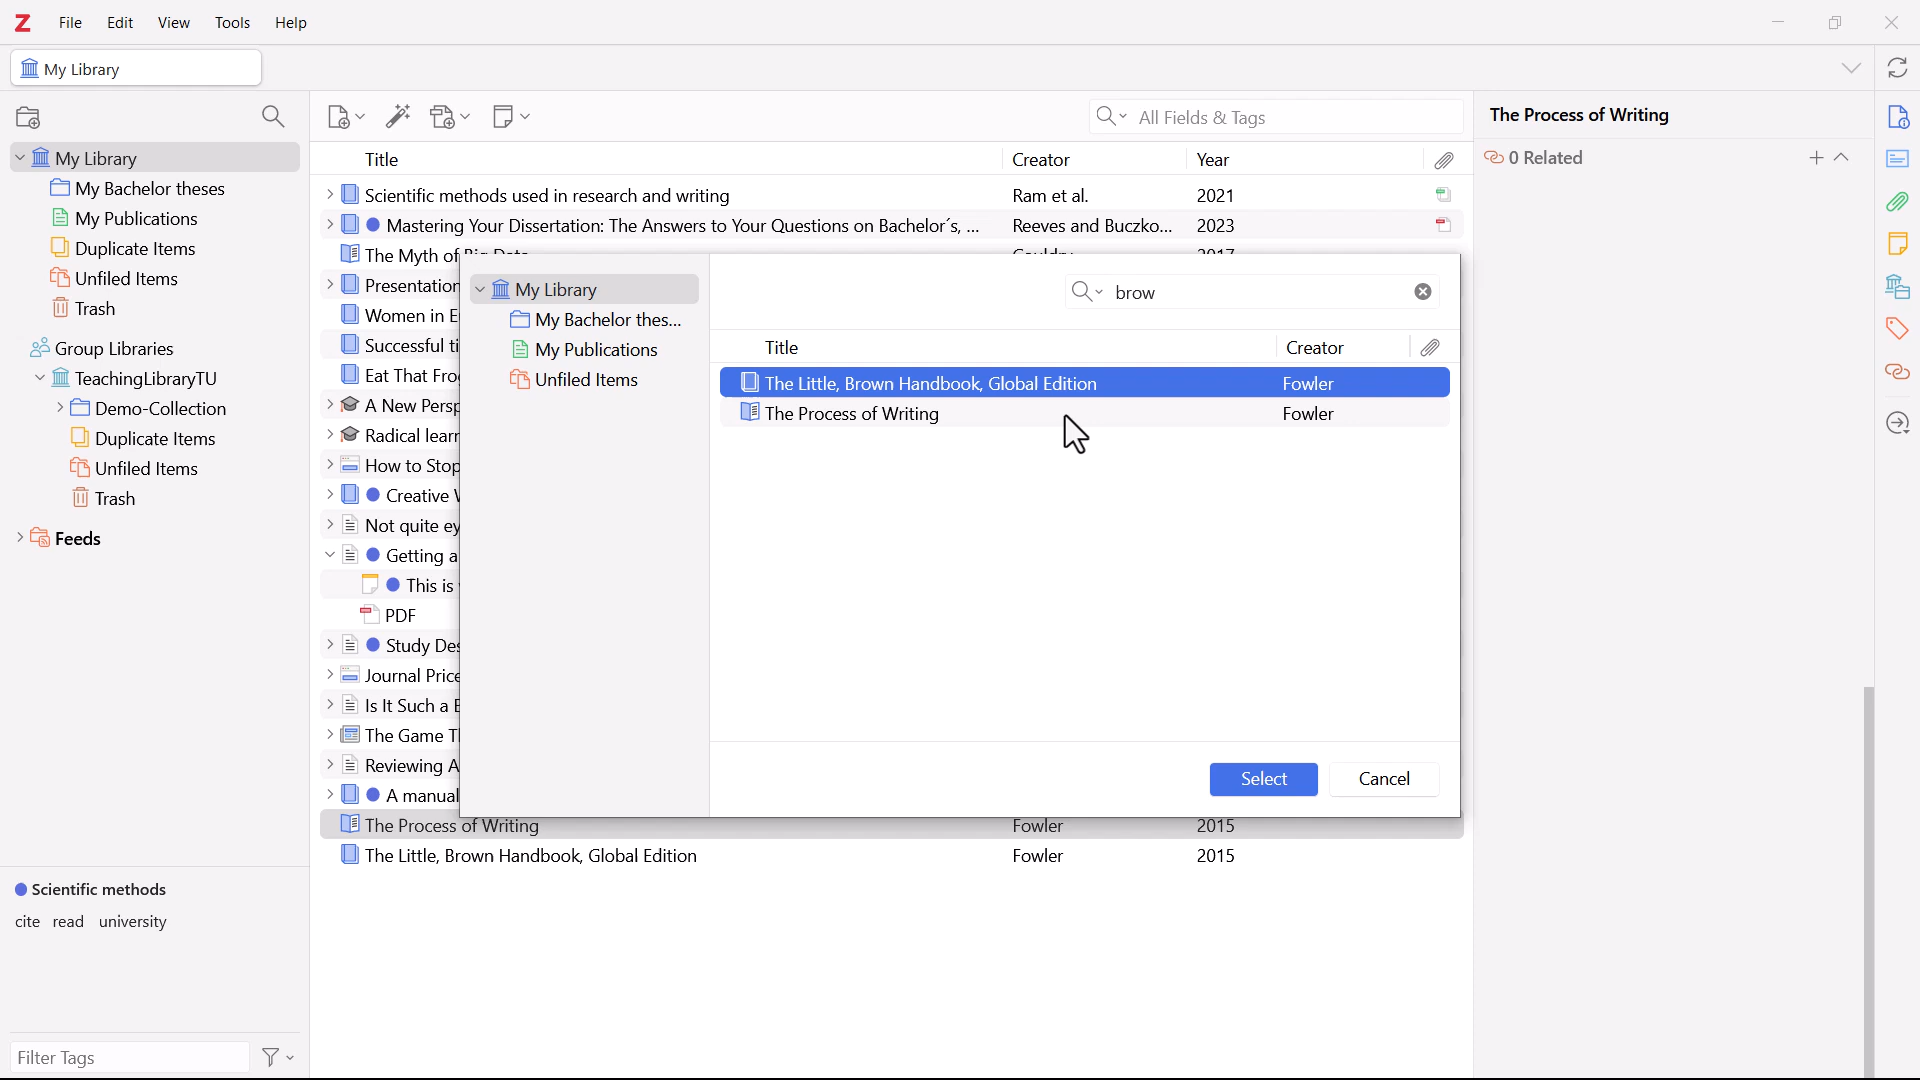 Z File Edit View Tools Help
My Library
All Fields & Tags
My Library
My Bachelor theses
My Publications
Duplicate Items
Unfiled Items
Trash
Group Libraries
TeachingLibraryTU
Demo-Collection
Duplicate Items
Unfiled Items
Trash
Feeds
Scientific methods
cite read university
Filter Tags
Title Creator Year
Scientific methods used in research and writing Ram et al. 2021
Mastering Your Dissertation: The Answers to Your Questions on Bachelor´s, ... Reeves and Buczko... 2023
The Myth of Big Data Couldry 2017
Presentation
Women in E
Successful ti
Eat That Fro
A New Persp
Radical learn
How to Stop
Creative
Not quite ey
Getting a
This is
PDF
Study Des
Journal Price
Is It Such a
The Game T
Reviewing A
A manual
The Process of Writing Fowler 2015
The Little, Brown Handbook, Global Edition Fowler 2015
My Library
My Bachelor thes...
My Publications
Unfiled Items
brow
Title Creator
The Little, Brown Handbook, Global Edition Fowler
The Process of Writing Fowler
Select Cancel
The Process of Writing
0 Related